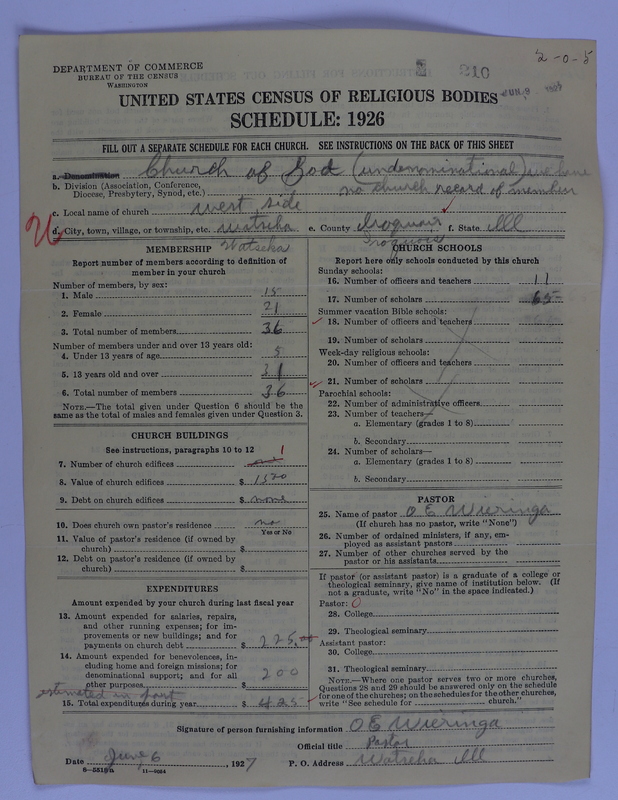 2-0-5
DEPARTMENT OF COMMERCE
BUREAU OF THE CENSUS
WASHINGTON
210
UNITED STATES CENSUS OF RELIGIOUS BODIES
SCHEDULE: 1926
FILL OUT A SEPARATE SCHEDULE FOR EACH CHURCH. SEE INSTRUCTIONS ON THE BACK OF THIS SHEET
a. Denomination Church of God (undenominational) we have
b. Division (Association, Conference, Diocese, Presbytery, Synod, etc.) no church record of member
c. Local name of church west side
d. City, town, village, or township, etc. Watseka e. County Iroquois f. State Ill
Watseka Iroquois
MEMBERSHIP
Report number of members according to definition of
member in your church
Number of members, by sex:
1. Male 15
2. Female 21
3. Total number of members 36
Number of members under and over 13 years old:
4. Under 13 years of age 5
5. 13 years old and over 31
6. Total number of members 36
NOTE.—The total given under Question 6 should be the
same as the total of males and females given under Question 3.
CHURCH BUILDINGS
See instructions, paragraphs 10 to 12
7. Number of church edifices one 1
8. Value of church edifices $ 1500
9. Debt on church edifices $ none
10. Does church own pastor's residence no
Yes or No
11. Value of pastor's residence (if owned by
church) $
12. Debt on pastor's residence (if owned by
church) $
EXPENDITURES
Amount expended by your church during last fiscal year
13. Amount expended for salaries, repairs,
and other running expenses; for im-
provements or new buildings; and for
payments on church debt $ 225.00
14. Amount expended for benevolences, in-
cluding home and foreign missions; for
denominational support; and for all
other purposes $ 200
estimated in part
15. Total expenditures during year $ 425
CHURCH SCHOOLS
Report here only schools conducted by this church
Sunday schools:
16. Number of officers and teachers 11
17. Number of scholars 65
Summer vacation Bible schools:
18. Number of officers and teachers
19. Number of scholars
Week-day religious schools:
20. Number of officers and teachers
21. Number of scholars
Parochial schools:
22. Number of administrative officers
23. Number of teachers—
a. Elementary (grades 1 to 8)
b. Secondary
24. Number of scholars—
a. Elementary (grades 1 to 8)
b. Secondary
PASTOR
25. Name of pastor O E Wieringa
(If church has no pastor, write "None")
26. Number of ordained ministers, if any, em-
ployed as assistant pastors
27. Number of other churches served by the
pastor or his assistants
If pastor (or assistant pastor) is a graduate of a college or
theological seminary, give name of institution below. (If
not a graduate, write "No" in the space indicated.)
Pastor: 0
28. College
29. Theological seminary
Assistant pastor:
30. College
31. Theological seminary
NOTE.—Where one pastor serves two or more churches,
Questions 28 and 29 should be answered only on the schedule
for one of the churches; on the schedules for the other churches,
write "See schedule for church."
Signature of person furnishing information O E Wieringa
Official title Pastor
Date June 6, 1927 P. O. Address Watseka Ill
8—5513a 11—9034